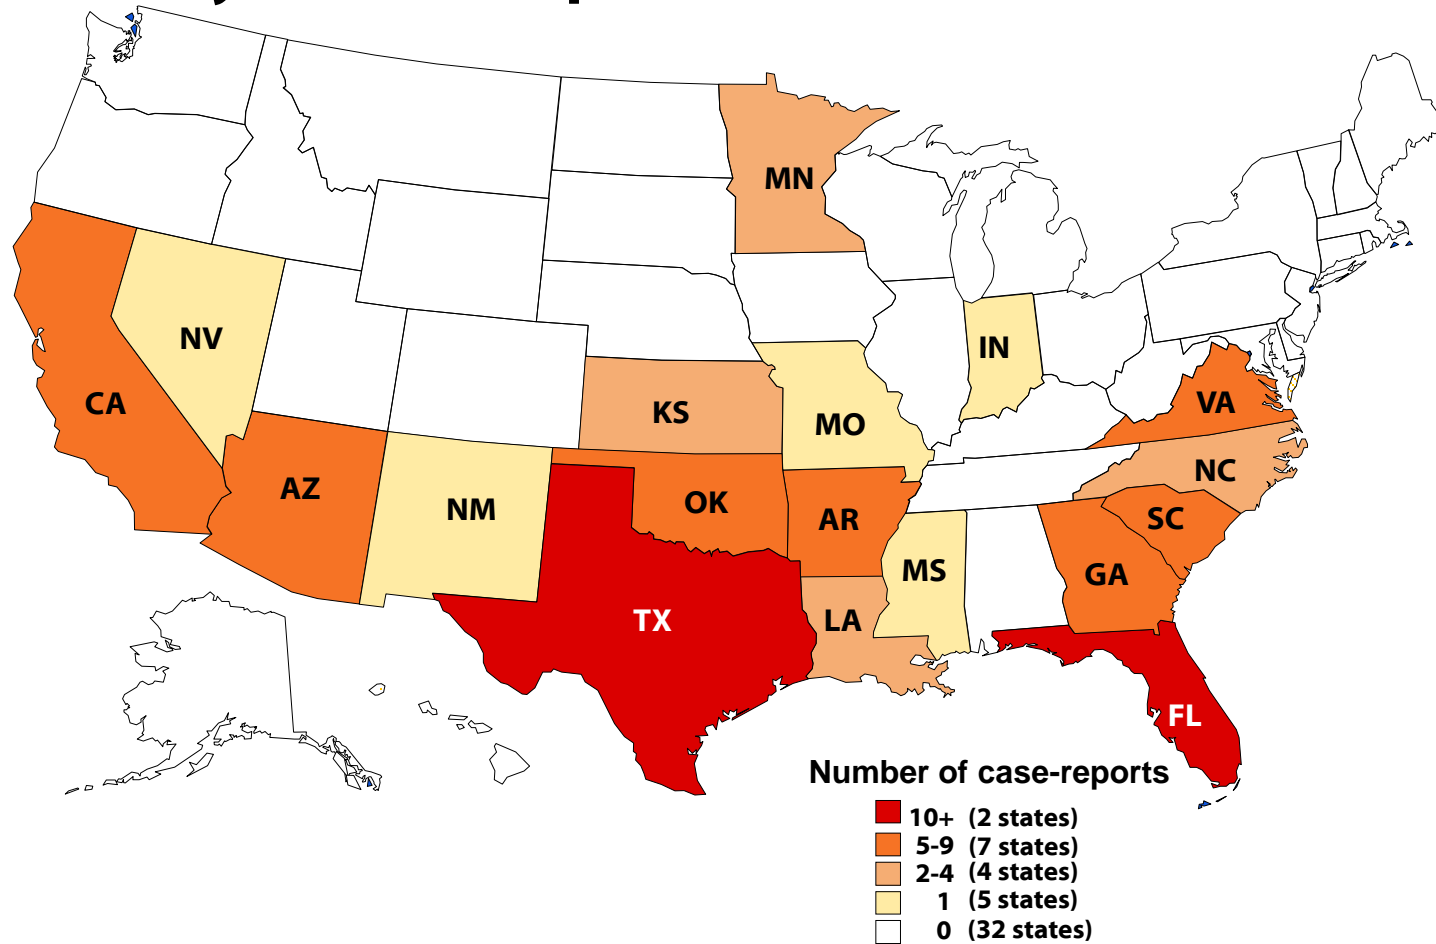 MN
NV
IN
CA
KS
VA
MO
NC
AZ
OK
NM
AR
SC
MS
GA
TX
LA
FL
Number of case-reports
10+ (2 states)
5-9 (7 states)
2-4 (4 states)
1 (5 states)
0 (32 states)